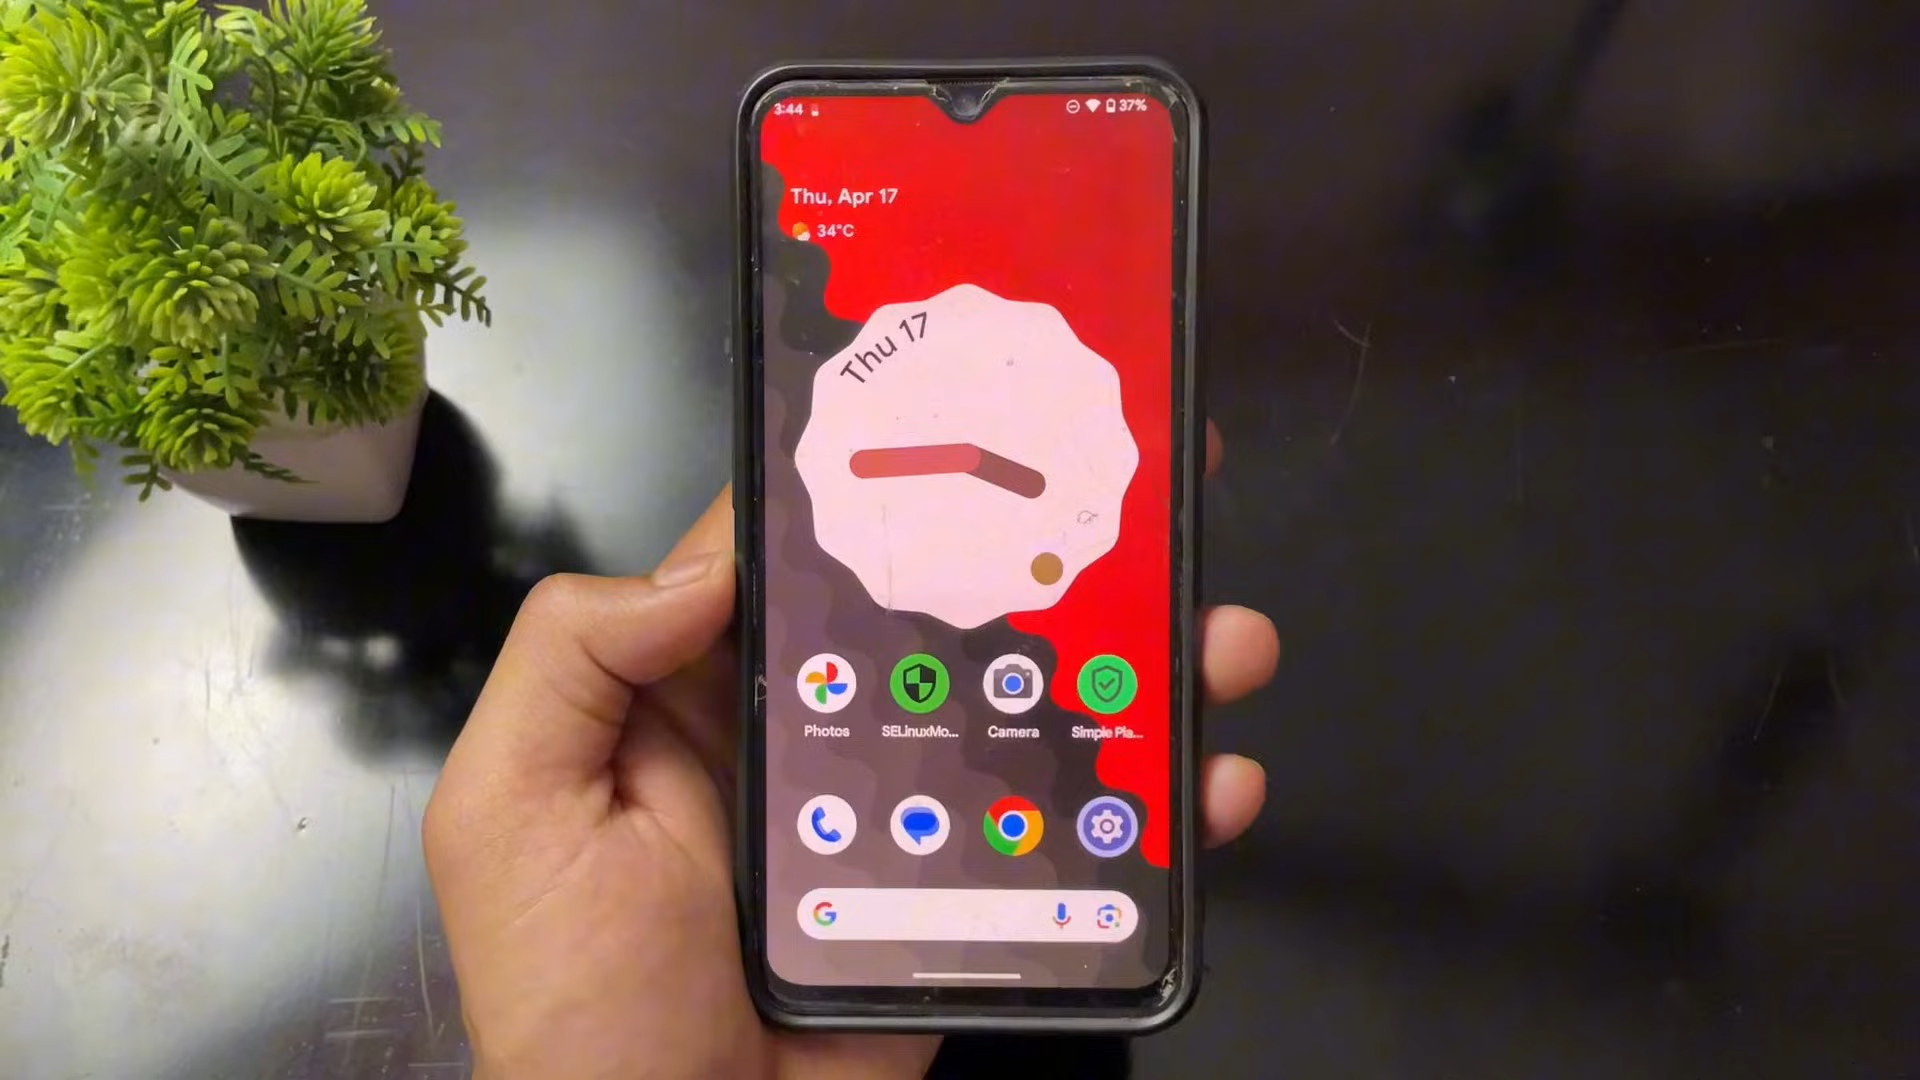 3:44
37%
Thu, Apr 17
34°C
Thu 17
Photos
SELinuxMo...
Camera
Simple Pla...
G